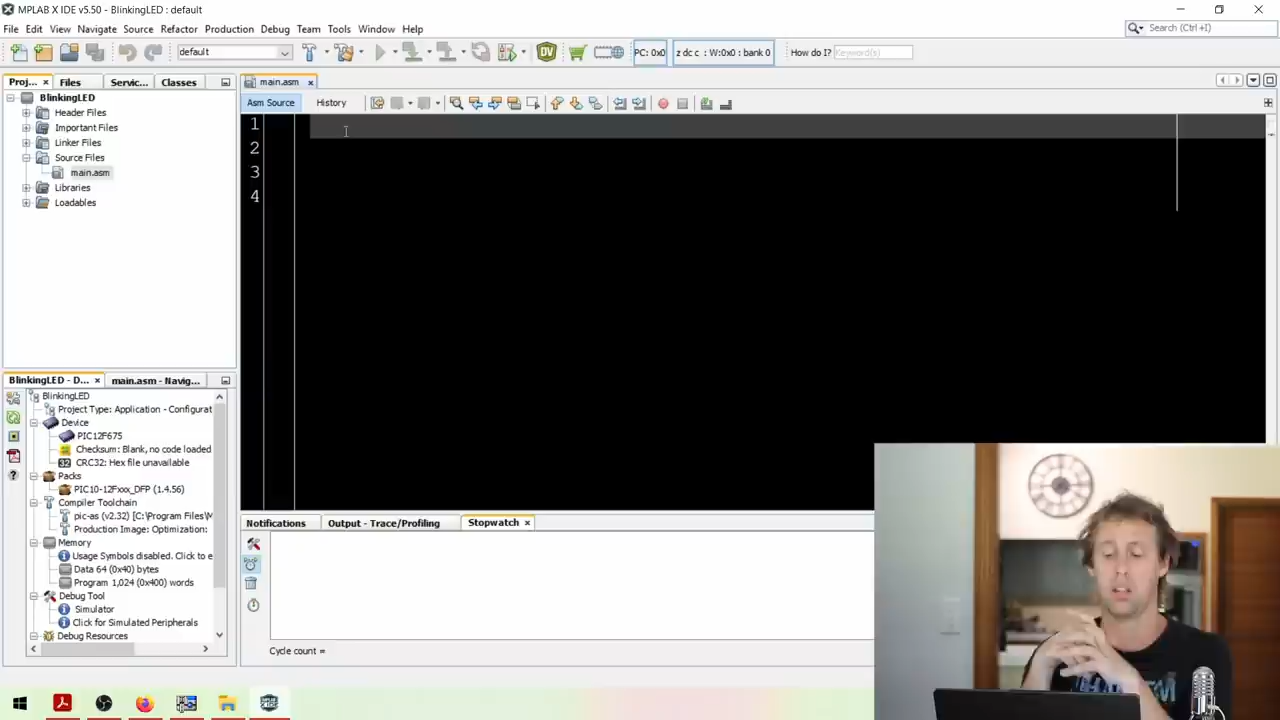 MPLAB X IDE v5.50 - BlinkingLED : default
File Edit View Navigate Source Refactor Production Debug Team Tools Window Help
Search (Ctrl+I)
default
DV
PC: 0x0
z dc c : W:0x0 : bank 0
How do I?
Keyword(s)
Proj... × Files Servic... Classes
main.asm ×
BlinkingLED
Header Files
Important Files
Linker Files
Source Files
main.asm
Libraries
Loadables
Asm Source History
1
2
3
4
BlinkingLED - D... × main.asm - Navig...
BlinkingLED
Project Type: Application - Configurat
Device
PIC12F675
Checksum: Blank, no code loaded
CRC32: Hex file unavailable
Packs
PIC10-12Fxxx_DFP (1.4.56)
Compiler Toolchain
pic-as (v2.32) [C:\Program Files\M
Production Image: Optimization:
Memory
Usage Symbols disabled. Click to e
Data 64 (0x40) bytes
Program 1,024 (0x400) words
Debug Tool
Simulator
Click for Simulated Peripherals
Debug Resources
Notifications Output - Trace/Profiling Stopwatch ×
Cycle count =